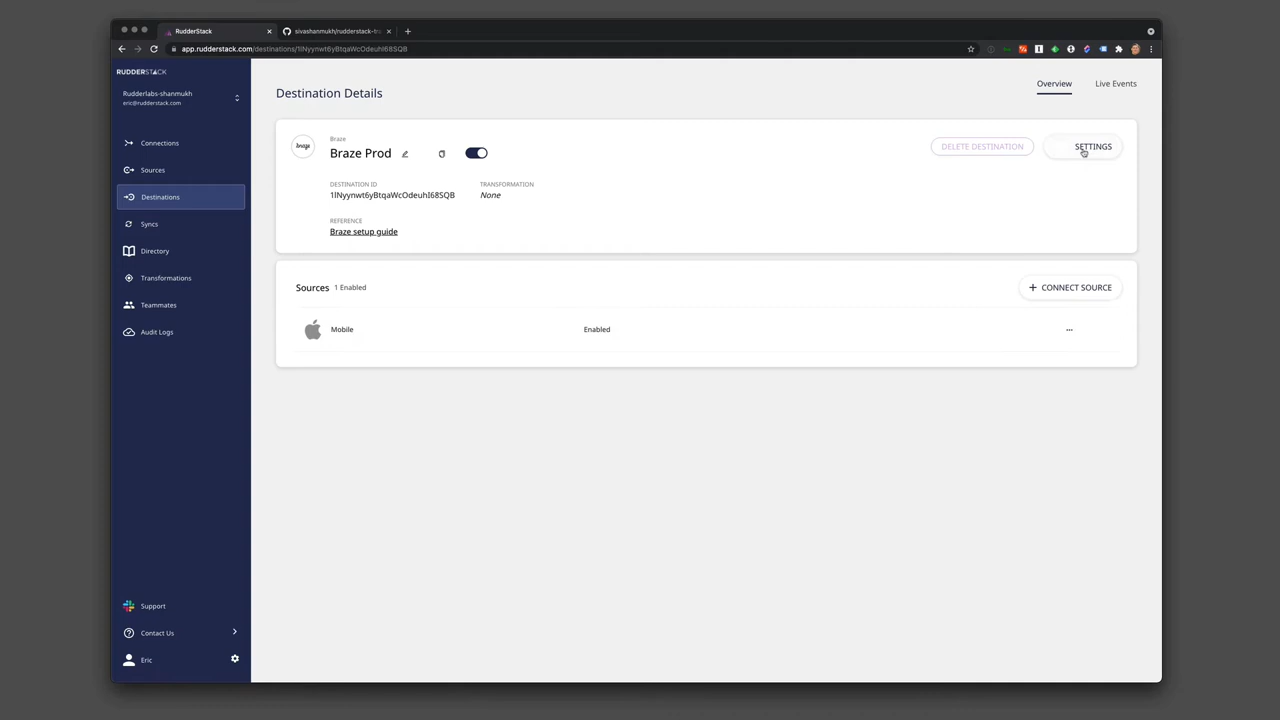 RudderStack
sivashanmukh/rudderstack-tra
app.rudderstack.com/destinations/1lNyynwt6yBtqaWcOdeuhI68SQB
RUDDERSTACK
Rudderlabs-shanmukh
eric@rudderstack.com
Connections
Sources
Destinations
Syncs
Directory
Transformations
Teammates
Audit Logs
Support
Contact Us
Eric
Destination Details
Overview
Live Events
braze
Braze
Braze Prod
DELETE DESTINATION
SETTINGS
DESTINATION ID
TRANSFORMATION
1lNyynwt6yBtqaWcOdeuhI68SQB
None
REFERENCE
Braze setup guide
Sources 1 Enabled
+ CONNECT SOURCE
Mobile
Enabled